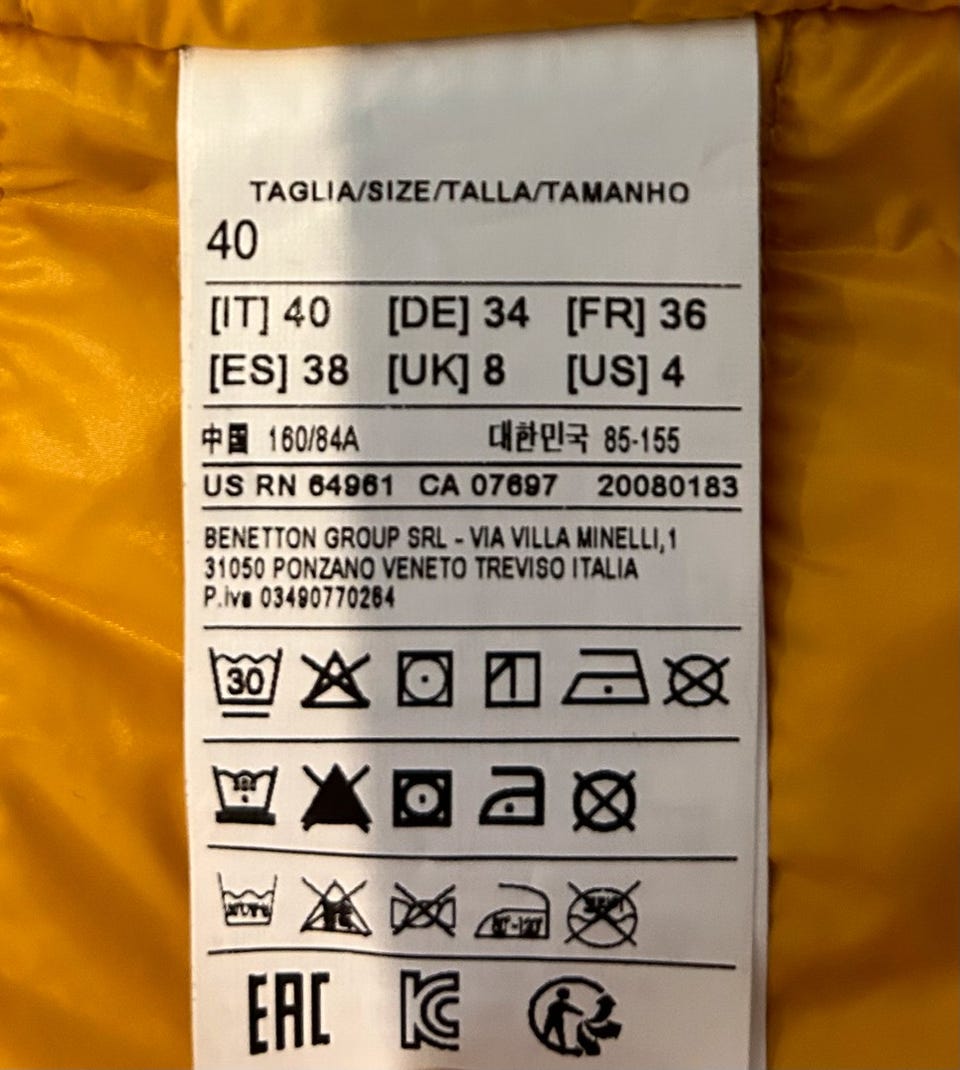 TAGLIA/SIZE/TALLA/TAMANHO
40
[IT] 40 [DE] 34 [FR] 36
[ES] 38 [UK] 8 [US] 4
中国 160/84A 대한민국 85-155
US RN 64961 CA 07697 20080183
BENETTON GROUP SRL - VIA VILLA MINELLI,1
31050 PONZANO VENETO TREVISO ITALIA
P.iva 03490770264
30
EAC KC